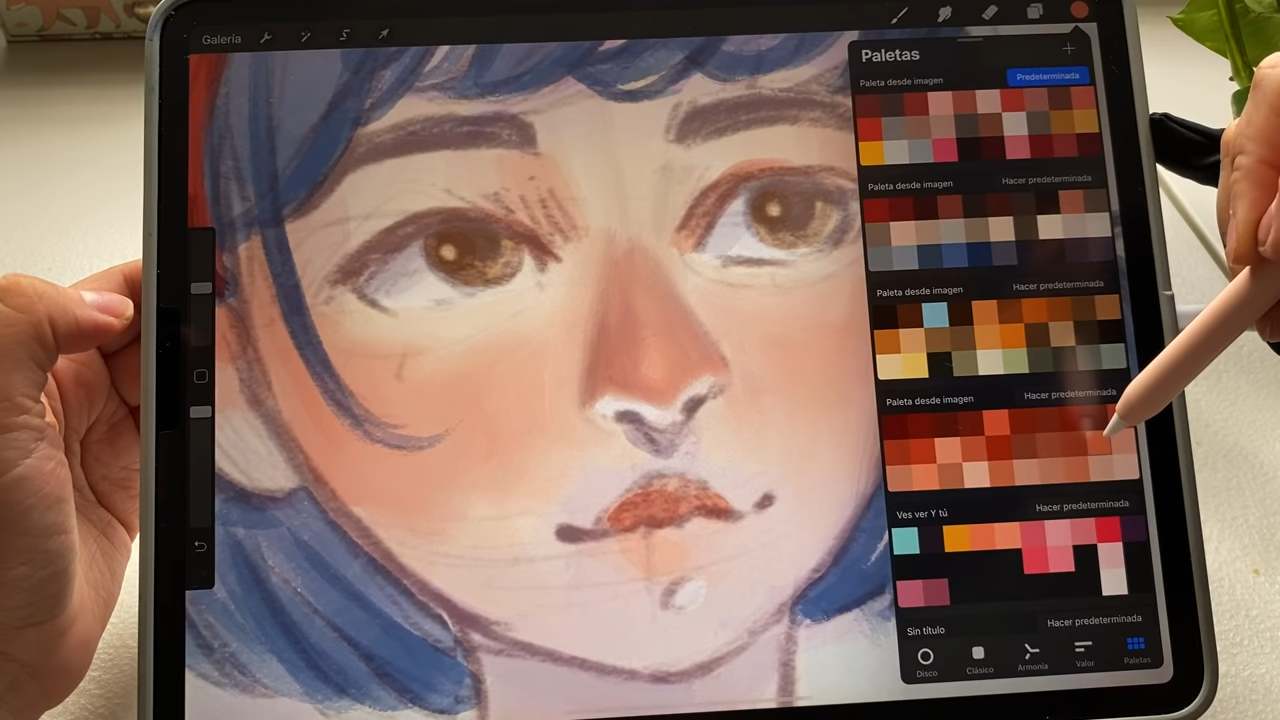 Galería
Paletas
Paleta desde imagen Predeterminada
Paleta desde imagen Hacer predeterminada
Paleta desde imagen Hacer predeterminada
Paleta desde imagen Hacer predeterminada
Ves ver Y tú Hacer predeterminada
Sin título Hacer predeterminada
Disco Clásico Armonía Valor Paletas